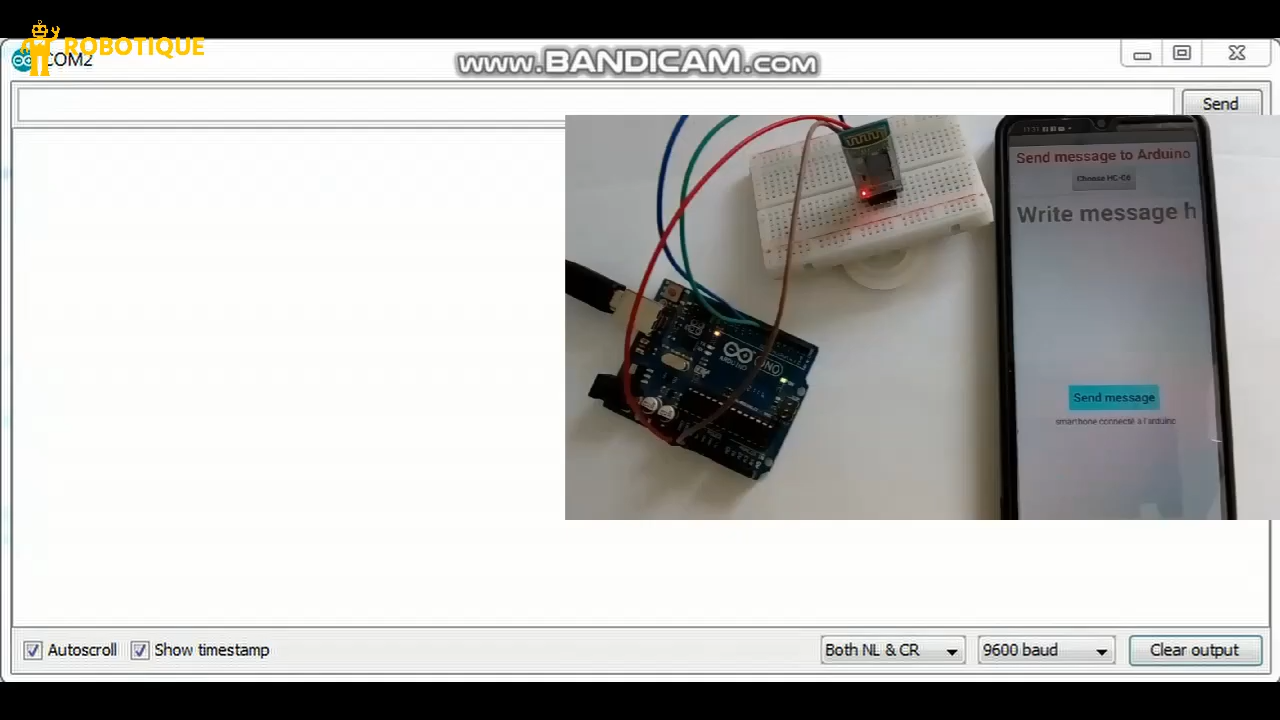 ROBOTIQUE
COM2
www.BANDICAM.com
Send
Send message to Arduino
Choose HC-06
Write message h
UNO
ARDUINO
Send message
smartphone connecté à l'arduino
Autoscroll
Show timestamp
Both NL & CR
9600 baud
Clear output